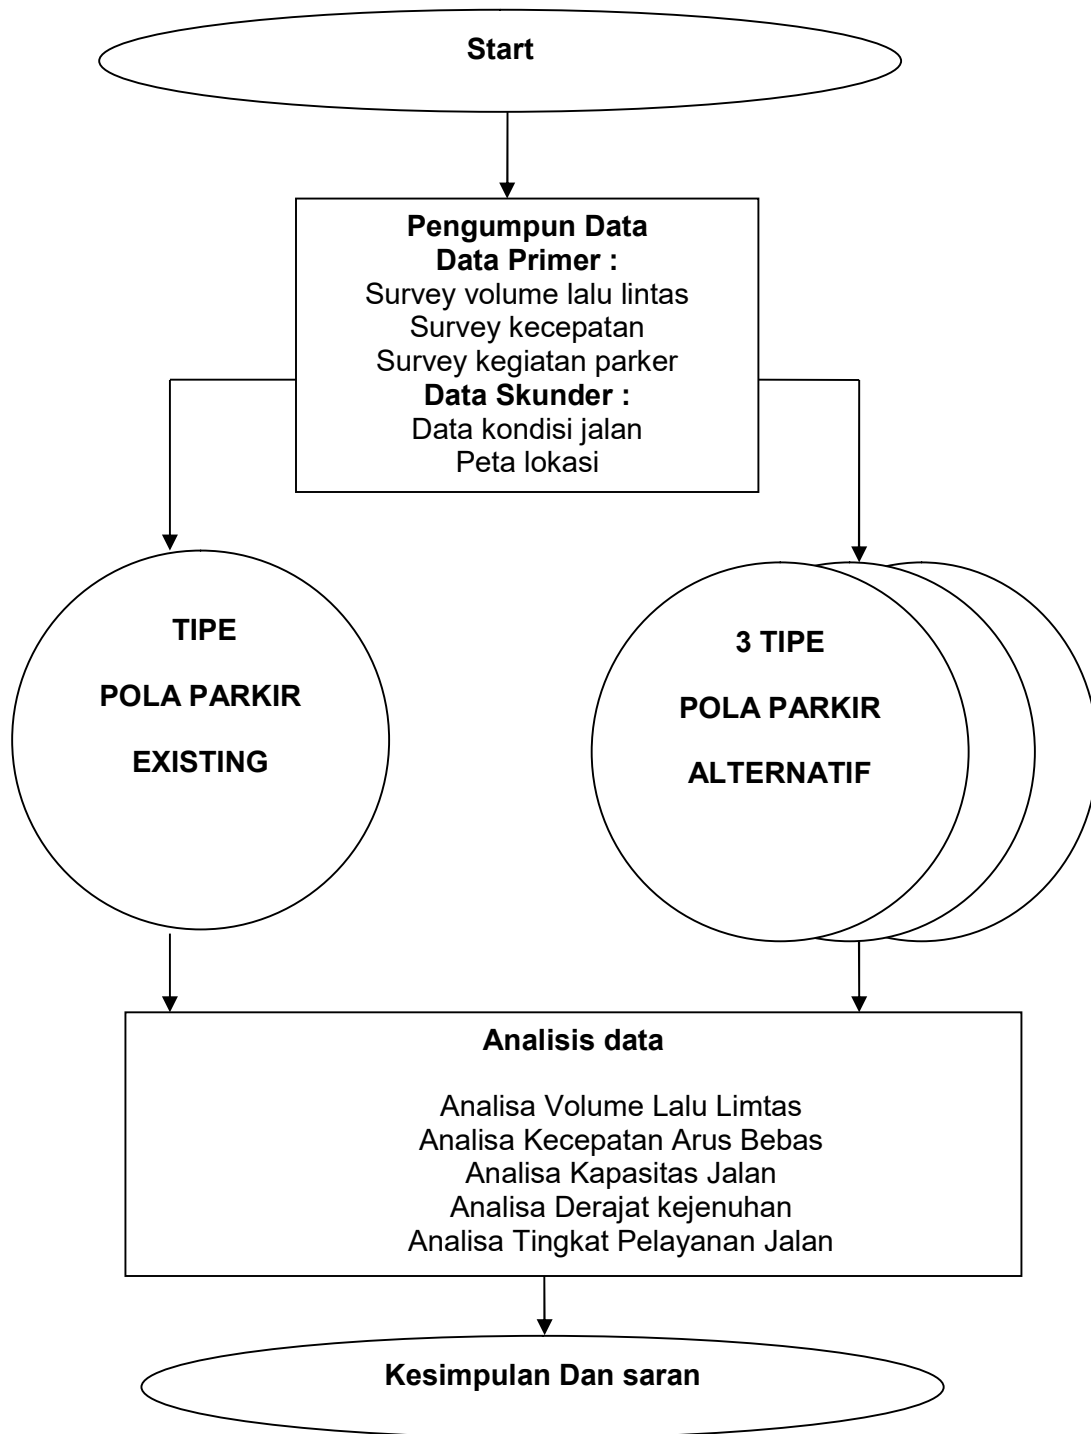 Start
Pengumpun Data
Data Primer :
Survey volume lalu lintas
Survey kecepatan
Survey kegiatan parker
Data Skunder :
Data kondisi jalan
Peta lokasi
TIPE
POLA PARKIR
EXISTING
3 TIPE
POLA PARKIR
ALTERNATIF
Analisis data
Analisa Volume Lalu Limtas
Analisa Kecepatan Arus Bebas
Analisa Kapasitas Jalan
Analisa Derajat kejenuhan
Analisa Tingkat Pelayanan Jalan
Kesimpulan Dan saran